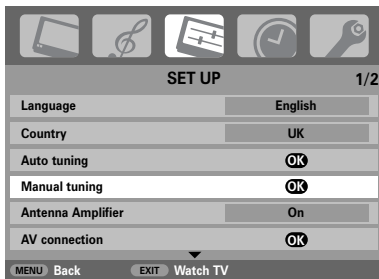 SET UP 1/2
Language English
Country UK
Auto tuning OK
Manual tuning OK
Antenna Amplifier On
AV connection OK
MENU Back EXIT Watch TV